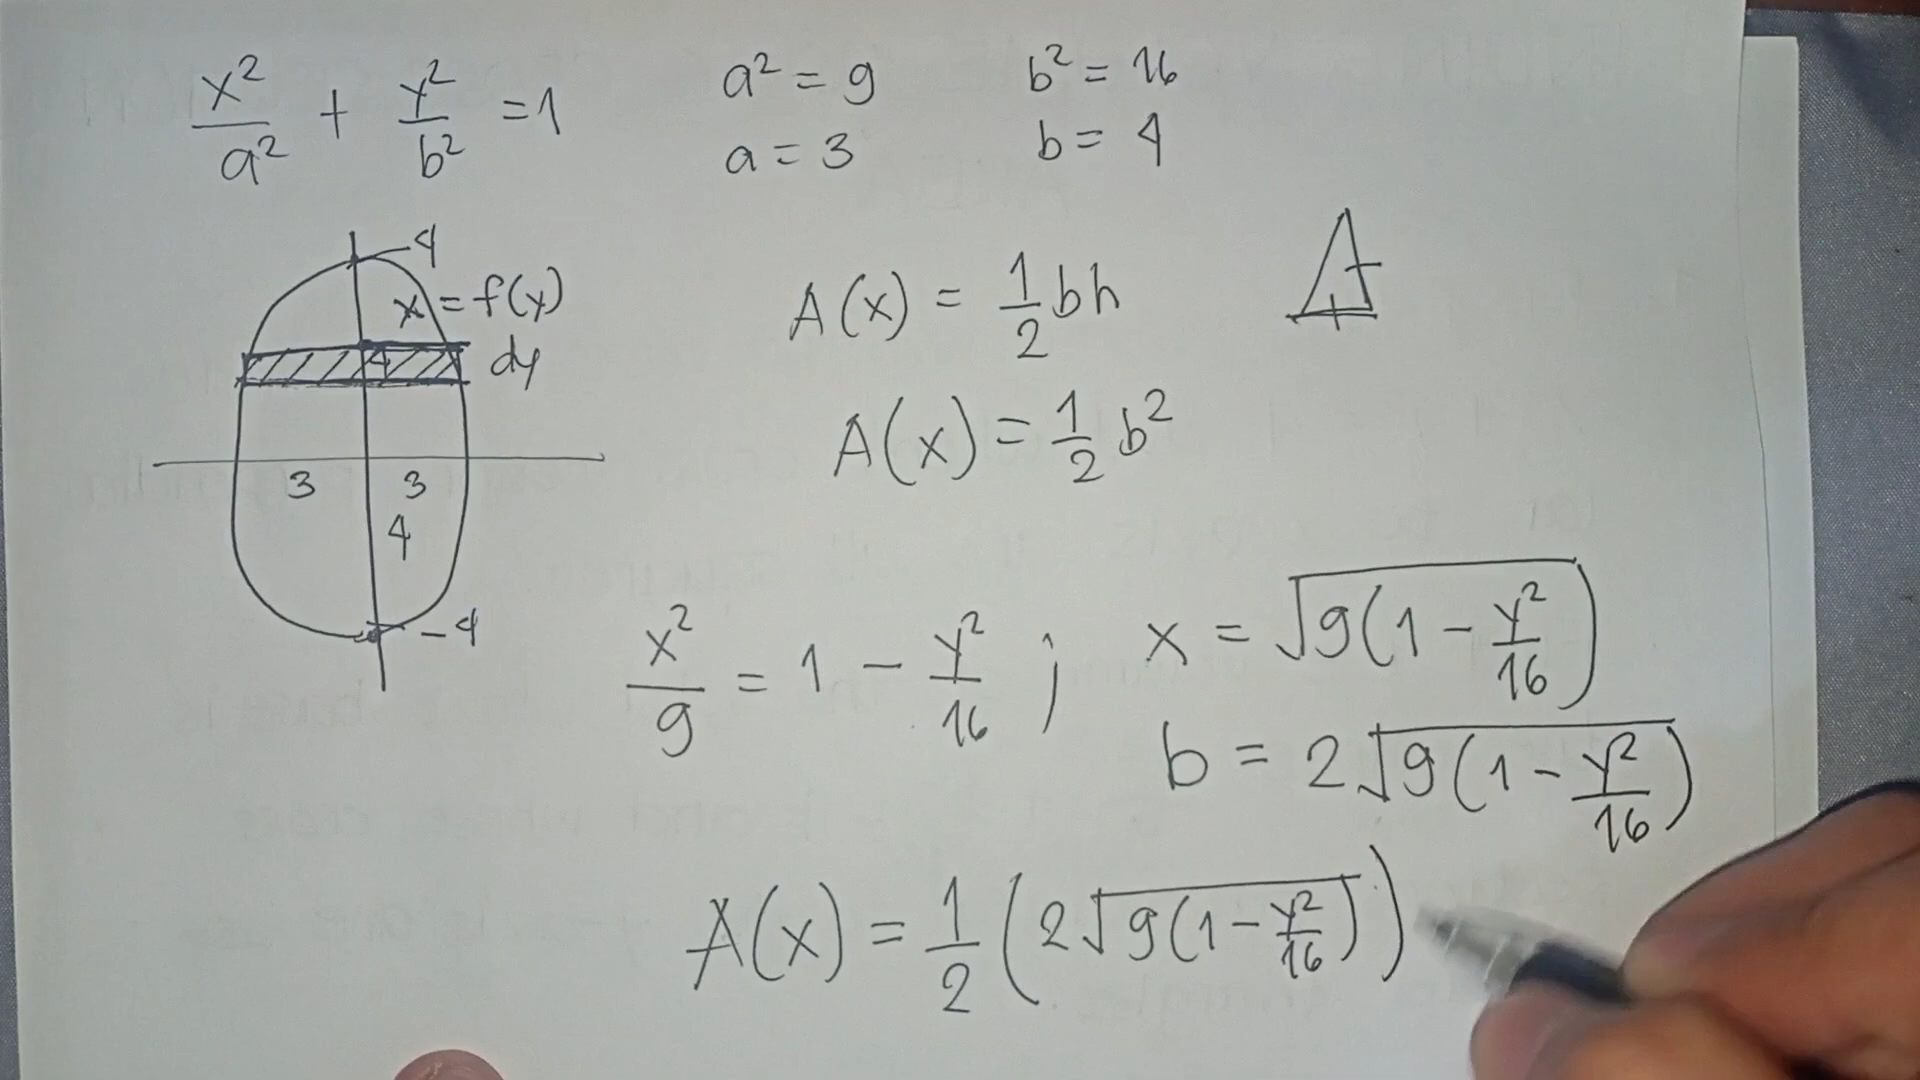 x²/a² + y²/b² = 1
a² = 9
a = 3
b² = 16
b = 4
4
x = f(y)
dy
4
3 3
4
-4
A(x) = 1/2 bh
A(x) = 1/2 b²
x²/9 = 1 - y²/16 ; x = √9(1 - y²/16)
b = 2√9(1 - y²/16)
A(x) = 1/2 (2√9(1 - y²/16))